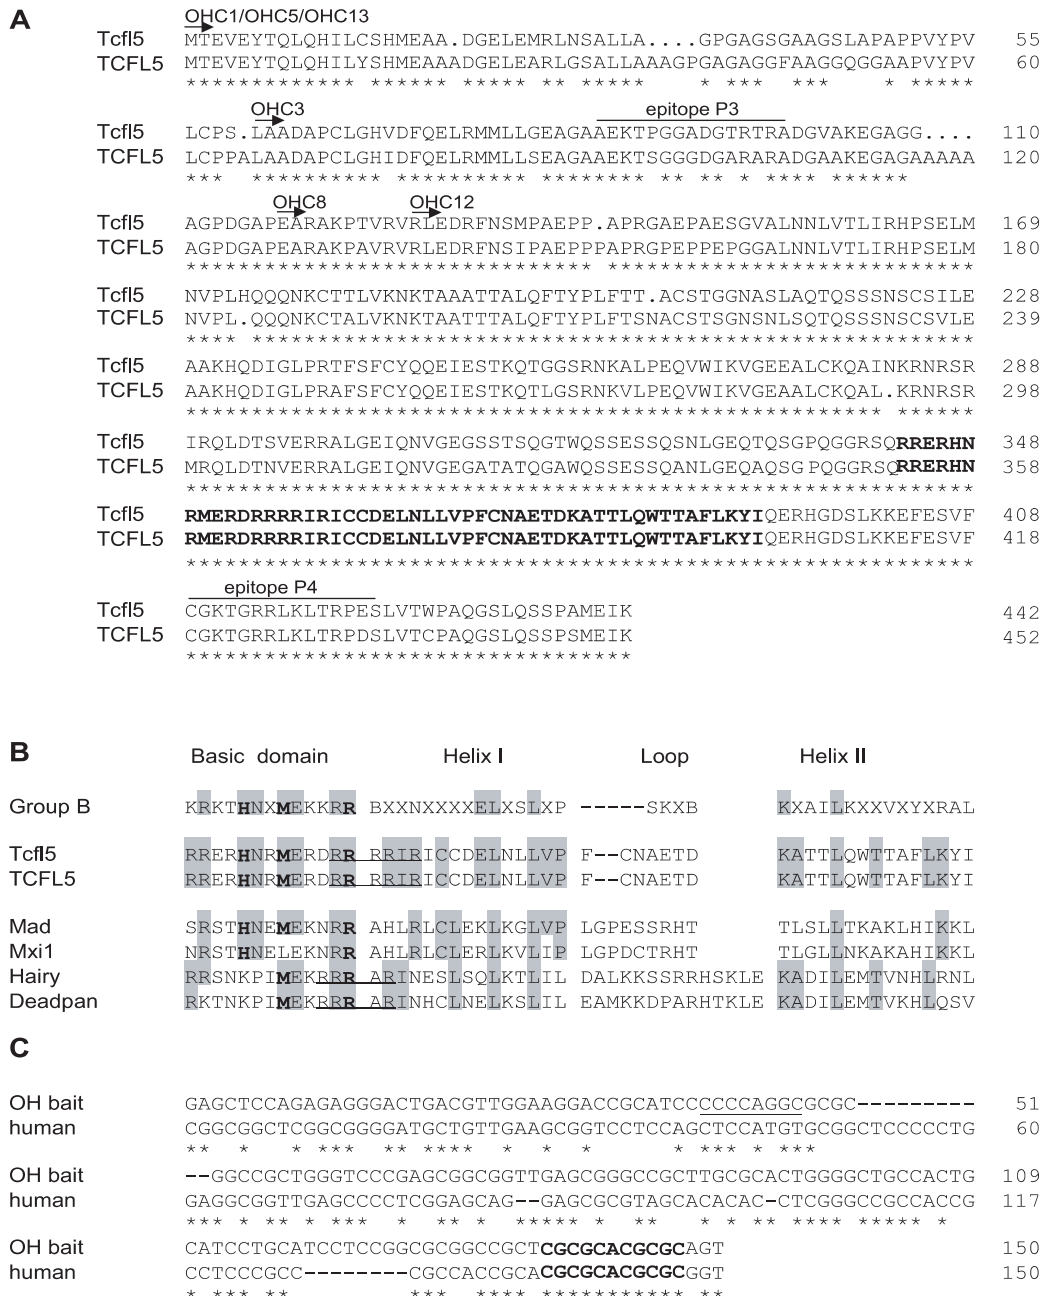 A
OHC1/OHC5/OHC13
Tcfl5 MTEVEYTQLQHILCSHMEAA.DGELEMRLNSALLA....GPGAGSGAAGSLAPAPPVYPV 55
TCFL5 MTEVEYTQLQHILYSHMEAAADGELEARLGSALLAAAGPGAGAGGFAAGGQGGAAPVYPV 60
OHC3 epitope P3
Tcfl5 LCPS.LAADAPCLGHVDFQELRMMLLGEAGAAEKTPGGADGTRTRADGVAKEGAGG.... 110
TCFL5 LCPPALAADAPCLGHIDFQELRMMLLSEAGAAEKTSGGGDGARARADGAAKEGAGAAAAA 120
OHC8 OHC12
Tcfl5 AGPDGAPEARAKPTVRVRLEDRFNSMPAEPP.APRGAEPAESGVALNNLVTLIRHPSELM 169
TCFL5 AGPDGAPEARAKPAVRVRLEDRFNSIPAEPPPAPRGPEPPEPGGALNNLVTLIRHPSELM 180
Tcfl5 NVPLHQQQNKCTTLVKNKTAAATTALQFTYPLFTT.ACSTGGNASLAQTQSSSNSCSILE 228
TCFL5 NVPL.QQQNKCTALVKNKTAATTTALQFTYPLFTSNACSTSGNSNLSQTQSSSNSCSVLE 239
Tcfl5 AAKHQDIGLPRTFSFCYQQEIESTKQTGGSRNKALPEQVWIKVGEEALCKQAINKRNRSR 288
TCFL5 AAKHQDIGLPRAFSFCYQQEIESTKQTLGSRNKVLPEQVWIKVGEAALCKQAL.KRNRSR 298
Tcfl5 IRQLDTSVERRALGEIQNVGEGSSTSQGTWQSSESSQSNLGEQTQSGPQGGRSQRRERHN 348
TCFL5 MRQLDTNVERRALGEIQNVGEGATATQGAWQSSESSQANLGEQAQSGPQGGRSQRRERHN 358
Tcfl5 RMERDRRRRIRICCDELNLLVPFCNAETDKATTLQWTTAFLKYIQERHGDSLKKEFESVF 408
TCFL5 RMERDRRRRIRICCDELNLLVPFCNAETDKATTLQWTTAFLKYIQERHGDSLKKEFESVF 418
epitope P4
Tcfl5 CGKTGRRLKLTRPESLVTWPAQGSLQSSPAMEIK 442
TCFL5 CGKTGRRLKLTRPDSLVTCPAQGSLQSSPSMEIK 452
B
Basic domain Helix I Loop Helix II
Group B KRKTHNXMEKKRR BXXNXXXXELXSLXP -----SKXB KXAILKXXVXYXRAL
Tcfl5 RRERHNRMERDRR RRIRICCDELNLLVP F--CNAETD KATTLQWTTAFLKYI
TCFL5 RRERHNRMERDRR RRIRICCDELNLLVP F--CNAETD KATTLQWTTAFLKYI
Mad SRSTHNEMEKNRR AHLRLCLEKLKGLVP LGPESSRHT TLSLLTKAKLHIKKL
Mxi1 NRSTHNELEKNRR AHLRLCLERLKVLIP LGPDCTRHT TLGLLNKAKAHIKKL
Hairy RRSNKPIMEKRRR ARINESLSQLKTLIL DALKKSSRRHSKLE KADILEMTVNHLRNL
Deadpan RKTNKPIMEKRRR ARINHCLNELKSLIL EAMKKDPARHTKLE KADILEMTVKHLQSV
C
OH bait GAGCTCCAGAGAGGGACTGACGTTGGAAGGACCGCATCCCCCCAGGCGCGC--------- 51
human CGGCGGCTCGGCGGGGATGCTGTTGAAGCGGTCCTCCAGCTCCATGTGCGGCTCCCCCTG 60
OH bait --GGCCGCTGGGTCCCGAGCGGCGGTTGAGCGGGCCGCTTGCGCACTGGGGCTGCCACTG 109
human GAGGCGGTTGAGCCCCTCGGAGCAG--GAGCGCGTAGCACACAC-CTCGGGCCGCCACCG 117
OH bait CATCCTGCATCCTCCGGCGCGGCCGCTCGCGCACGCGCAGT 150
human CCTCCCGCC--------CGCCACCGCACGCGCACGCGCGGT 150